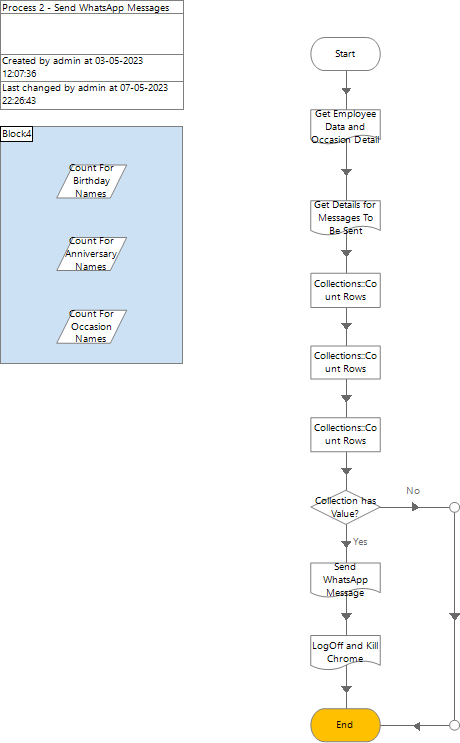 Process 2 - Send WhatsApp Messages
Created by admin at 03-05-2023
12:07:36
Last changed by admin at 07-05-2023
22:26:43
Block4
Count For
Birthday
Names
Count For
Anniversary
Names
Count For
Occasion
Names
Start
Get Employee
Data and
Occasion Detail
Get Details for
Messages To
Be Sent
Collections::Co
unt Rows
Collections::Co
unt Rows
Collections::Co
unt Rows
Collection has
Value?
No
Yes
Send
WhatsApp
Message
LogOff and Kill
Chrome
End